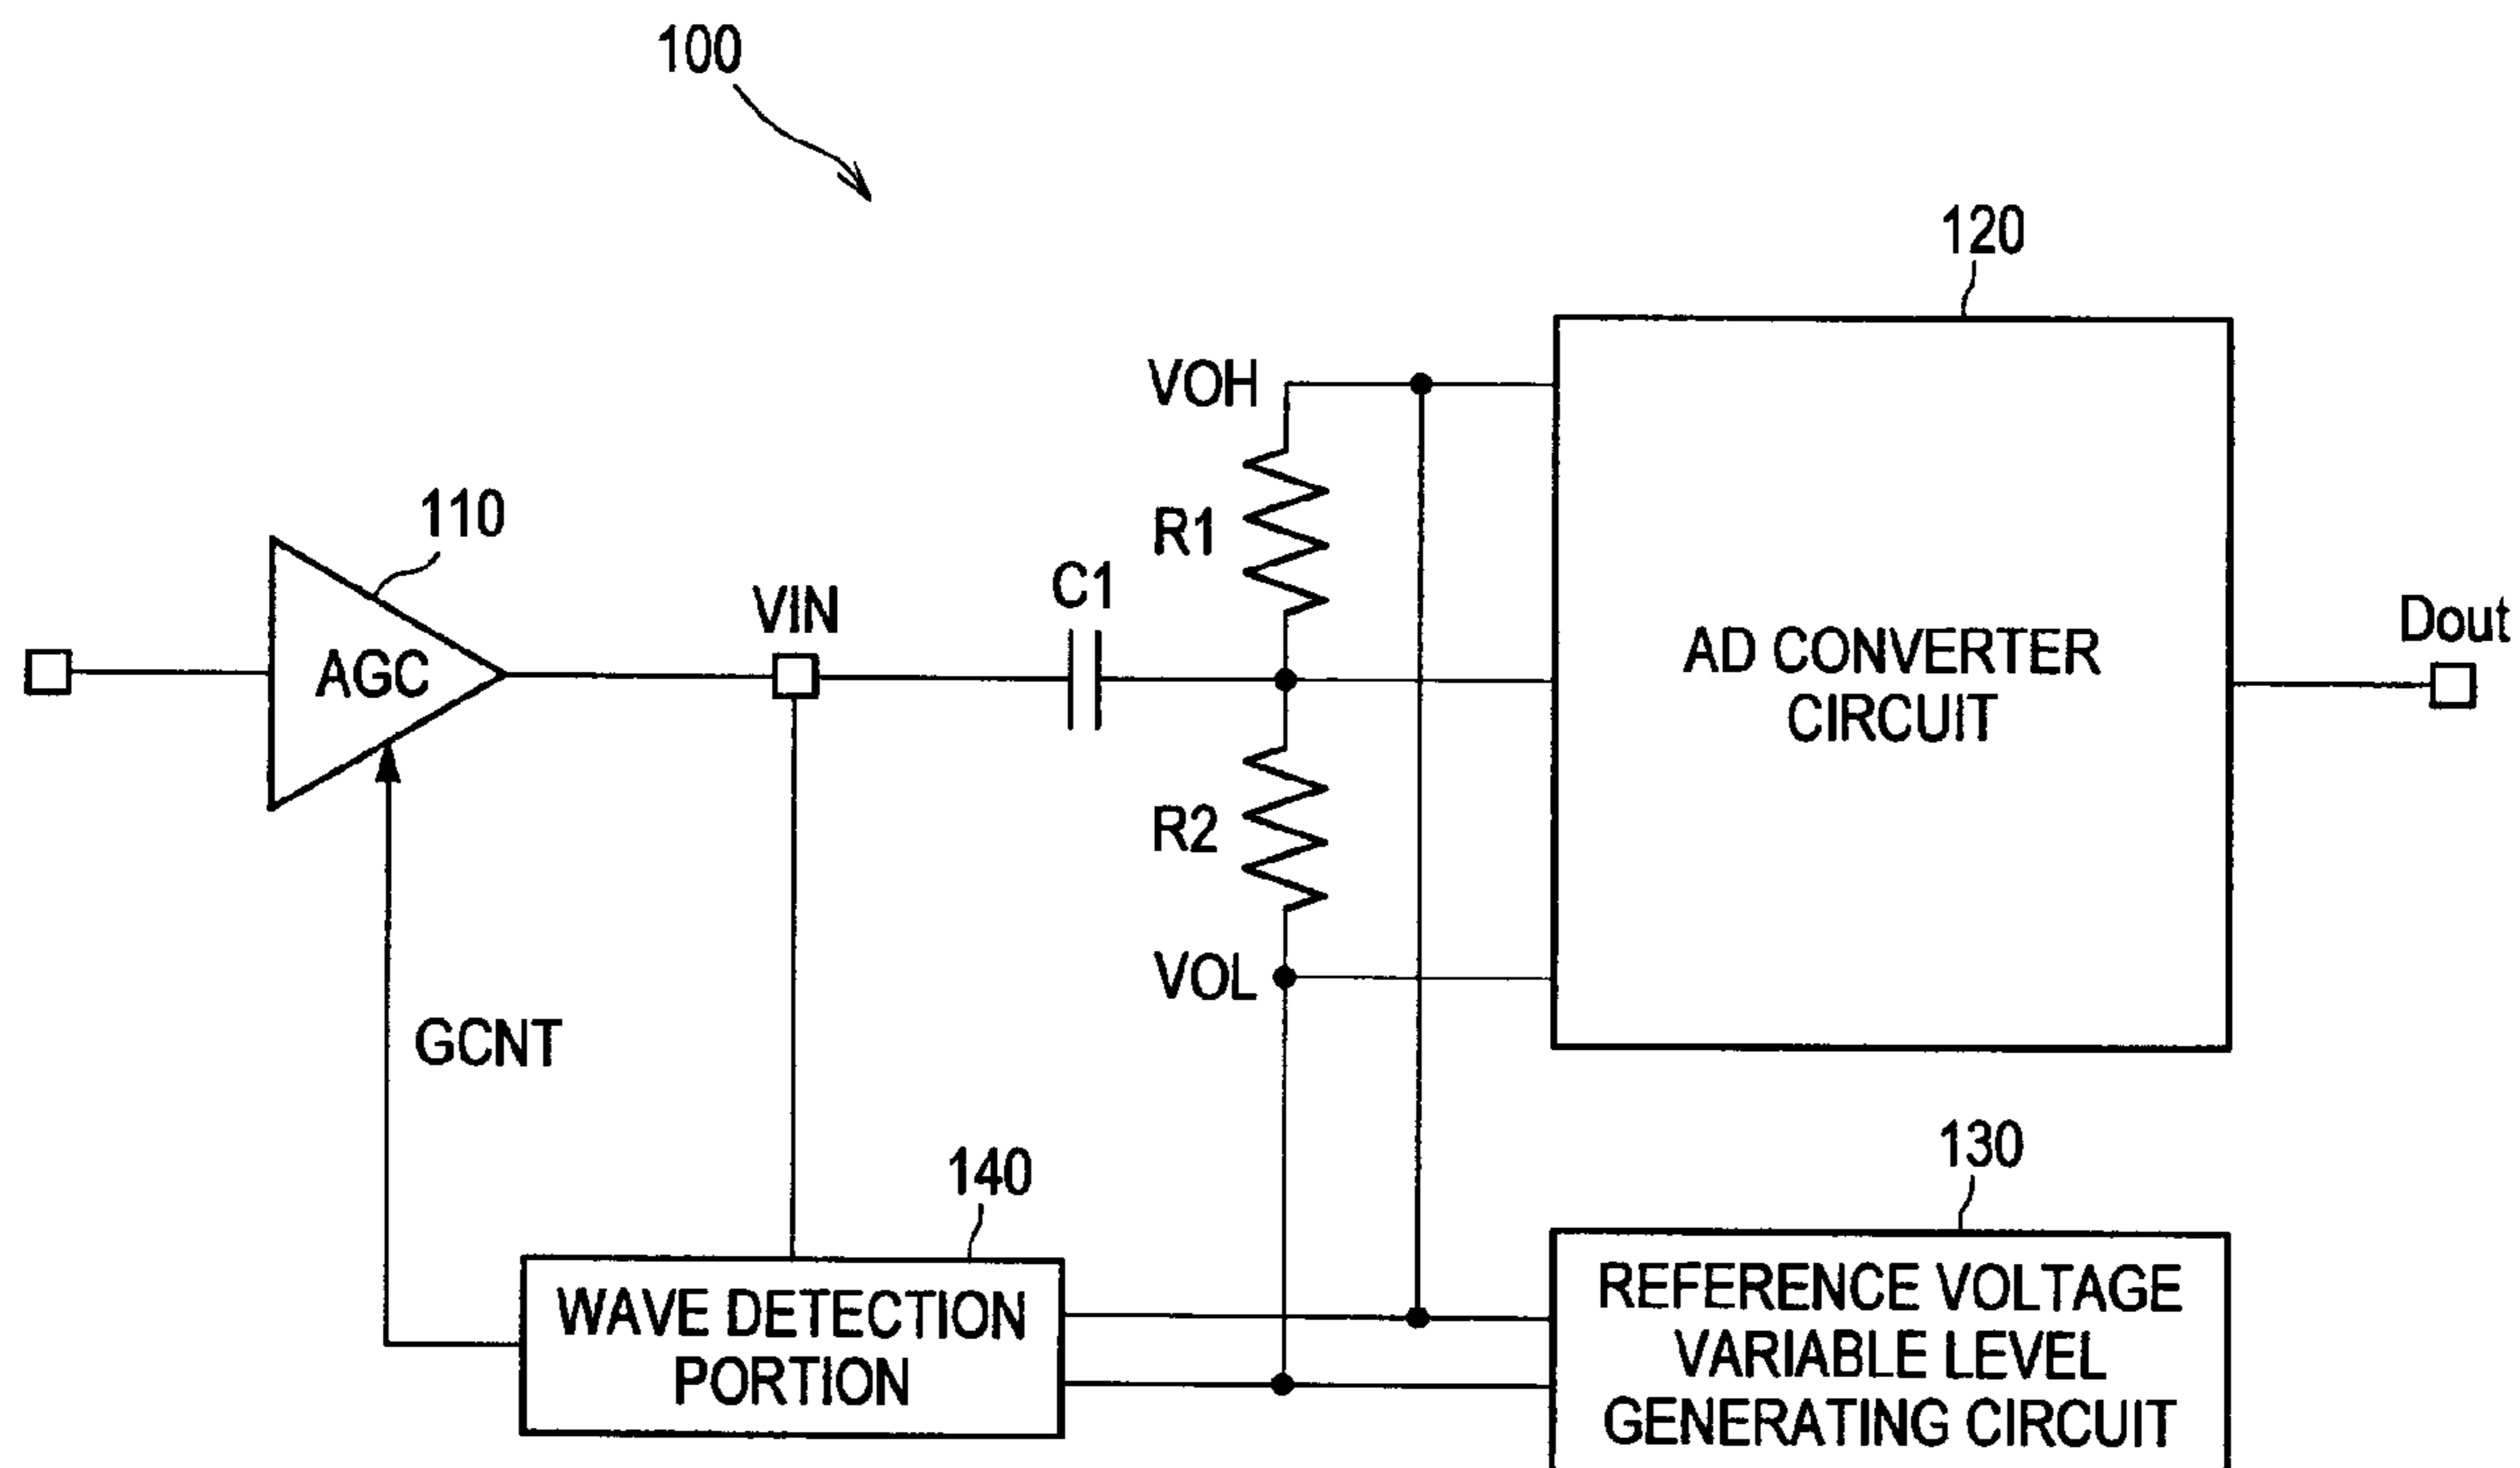 100
120
VOH
110
R1
VIN
C1
AGC
Dout
AD CONVERTER
CIRCUIT
R2
VOL
GCNT
140
130
WAVE DETECTION
PORTION
REFERENCE VOLTAGE
VARIABLE LEVEL
GENERATING CIRCUIT